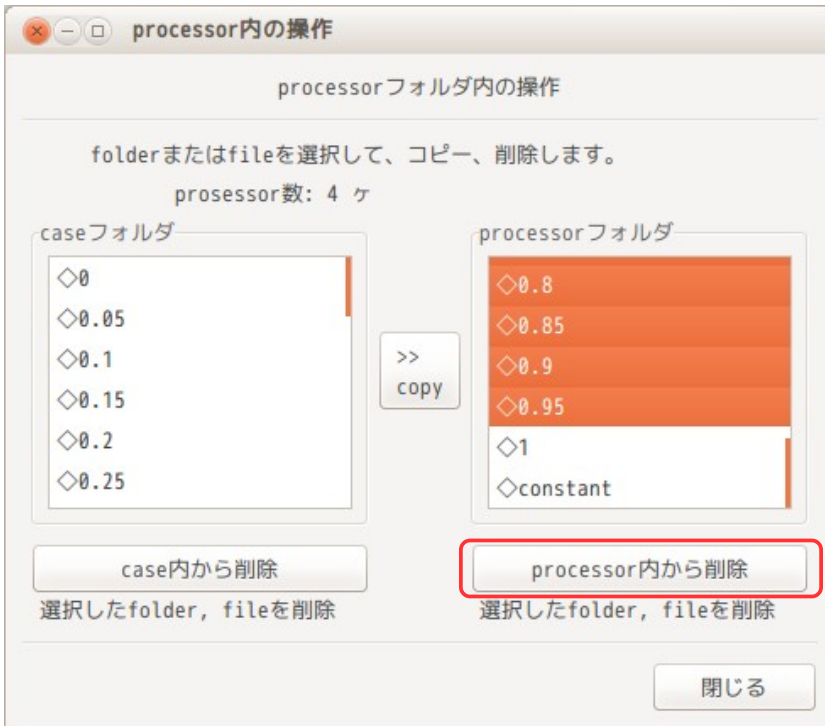 processor内の操作
processorフォルダ内の操作
folderまたはfileを選択して、コピー、削除します。
prosessor数: 4 ヶ
caseフォルダ
◇0
◇0.05
◇0.1
◇0.15
◇0.2
◇0.25
>>
copy
processorフォルダ
◇0.8
◇0.85
◇0.9
◇0.95
◇1
◇constant
case内から削除
選択したfolder, fileを削除
processor内から削除
選択したfolder, fileを削除
閉じる